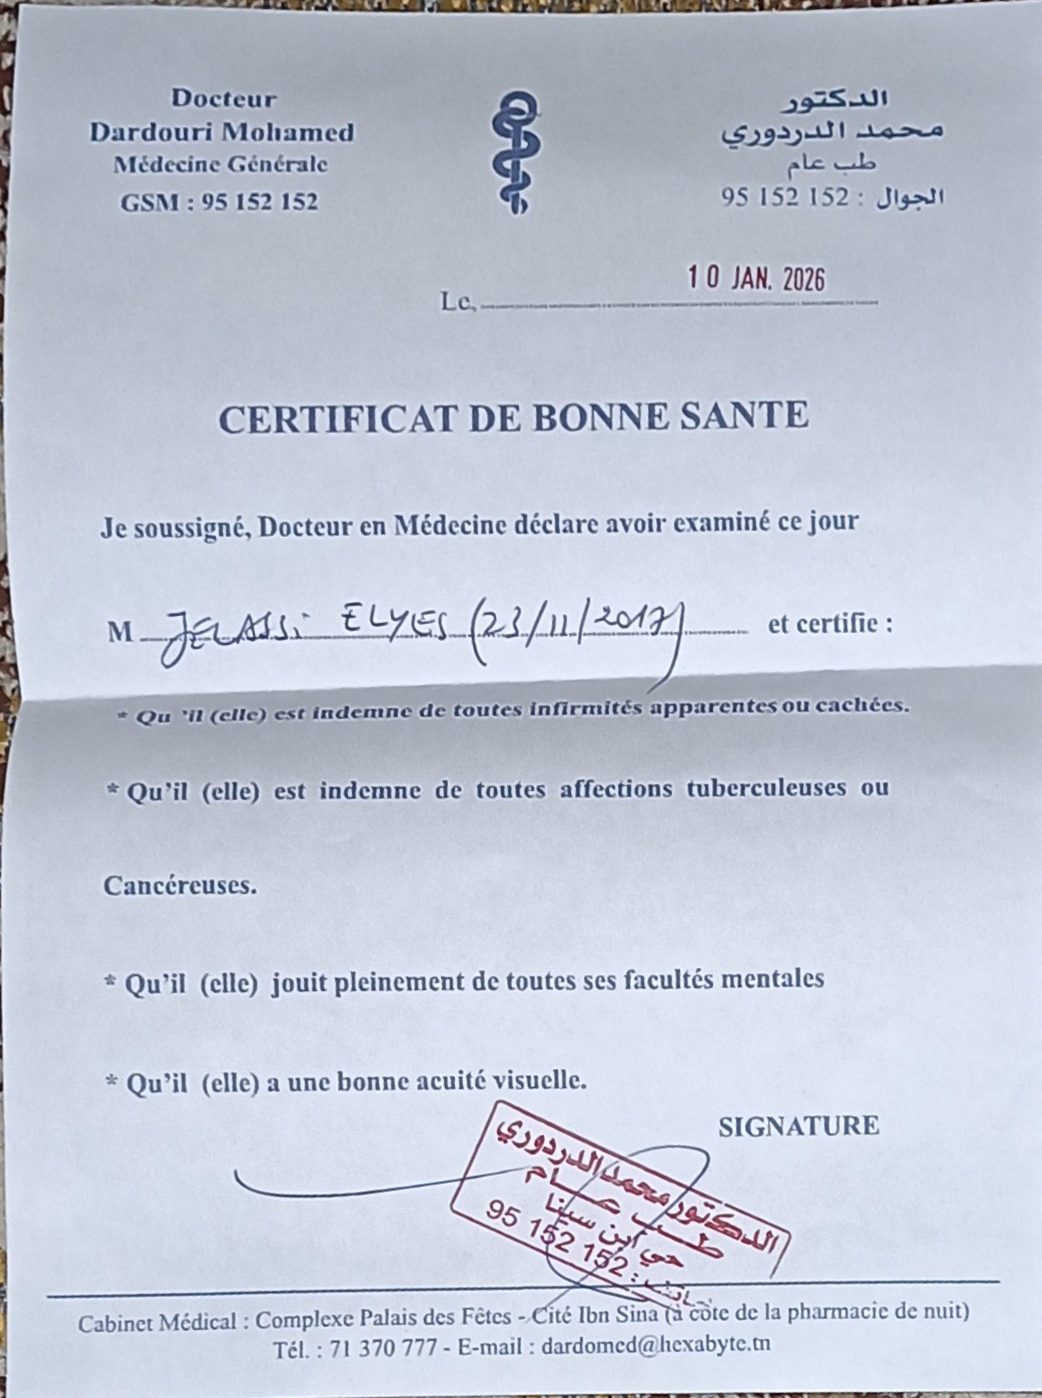 Docteur
Dardouri Mohamed
Médecine Générale
GSM : 95 152 152
الدكتور
محمد الدردوري
طب عام
الجوال : 152 152 95
10 JAN. 2026
Le,
CERTIFICAT DE BONNE SANTE
Je soussigné, Docteur en Médecine déclare avoir examiné ce jour
M JELASSi ELYES (23/11/2017) et certifie :
* Qu 'il (elle) est indemne de toutes infirmités apparentes ou cachées.
* Qu'il (elle) est indemne de toutes affections tuberculeuses ou
Cancéreuses.
* Qu'il (elle) jouit pleinement de toutes ses facultés mentales
* Qu'il (elle) a une bonne acuité visuelle.
SIGNATURE
الدكتور محمد الدردوري
طب عام
حي ابن سينا
95 152 152
Cabinet Médical : Complexe Palais des Fêtes - Cité Ibn Sina (à côte de la pharmacie de nuit)
Tél. : 71 370 777 - E-mail : dardomed@hexabyte.tn